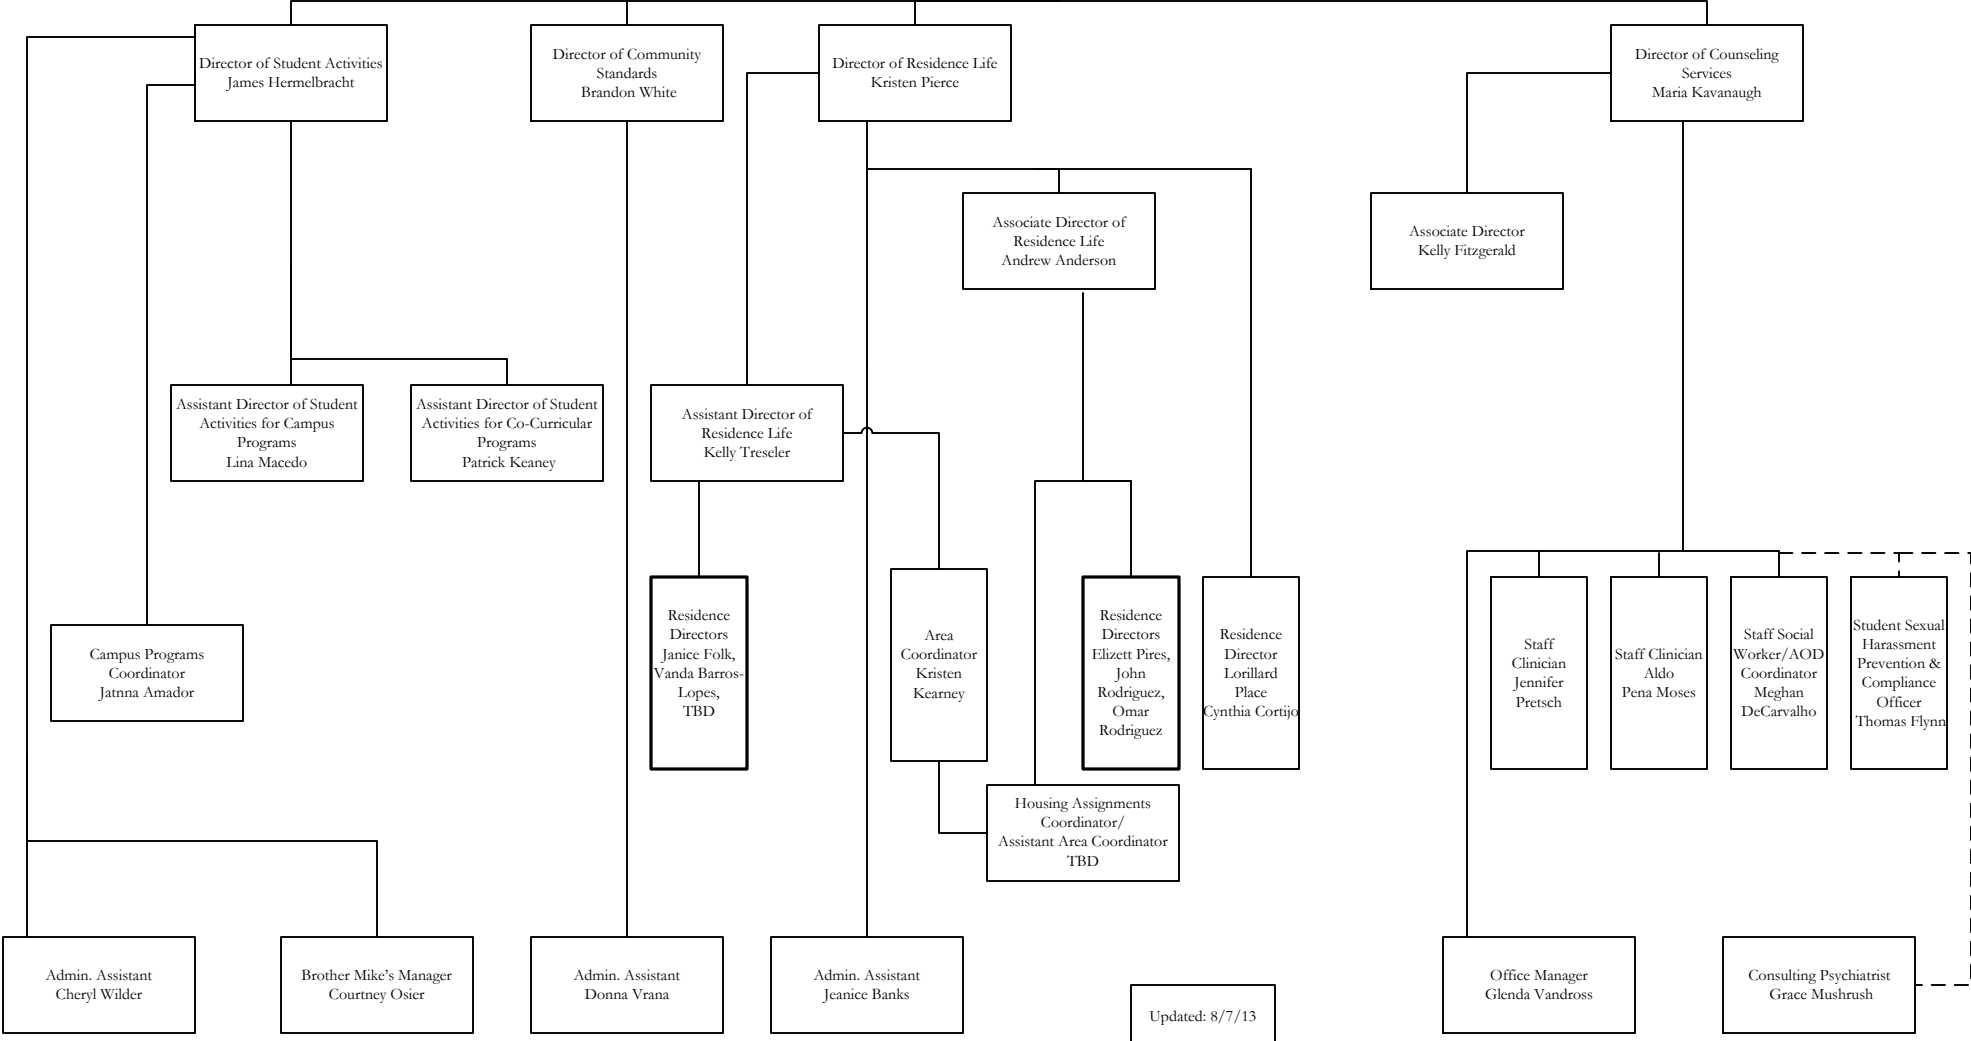 Director of Student Activities
James Hermelbracht
Director of Community
Standards
Brandon White
Director of Residence Life
Kristen Pierce
Director of Counseling
Services
Maria Kavanaugh
Associate Director of
Residence Life
Andrew Anderson
Associate Director
Kelly Fitzgerald
Assistant Director of Student
Activities for Campus
Programs
Lina Macedo
Assistant Director of Student
Activities for Co-Curricular
Programs
Patrick Keaney
Assistant Director of
Residence Life
Kelly Treseler
Campus Programs
Coordinator
Jatnna Amador
Residence
Directors
Janice Folk,
Vanda Barros-
Lopes,
TBD
Area
Coordinator
Kristen
Kearney
Residence
Directors
Elizett Pires,
John
Rodriguez,
Omar
Rodriguez
Residence
Director
Lorillard
Place
Cynthia Cortijo
Staff
Clinician
Jennifer
Pretsch
Staff Clinician
Aldo
Pena Moses
Staff Social
Worker/AOD
Coordinator
Meghan
DeCarvalho
Student Sexual
Harassment
Prevention &
Compliance
Officer
Thomas Flynn
Housing Assignments
Coordinator/
Assistant Area Coordinator
TBD
Admin. Assistant
Cheryl Wilder
Brother Mike's Manager
Courtney Osier
Admin. Assistant
Donna Vrana
Admin. Assistant
Jeanice Banks
Updated: 8/7/13
Office Manager
Glenda Vandross
Consulting Psychiatrist
Grace Mushrush